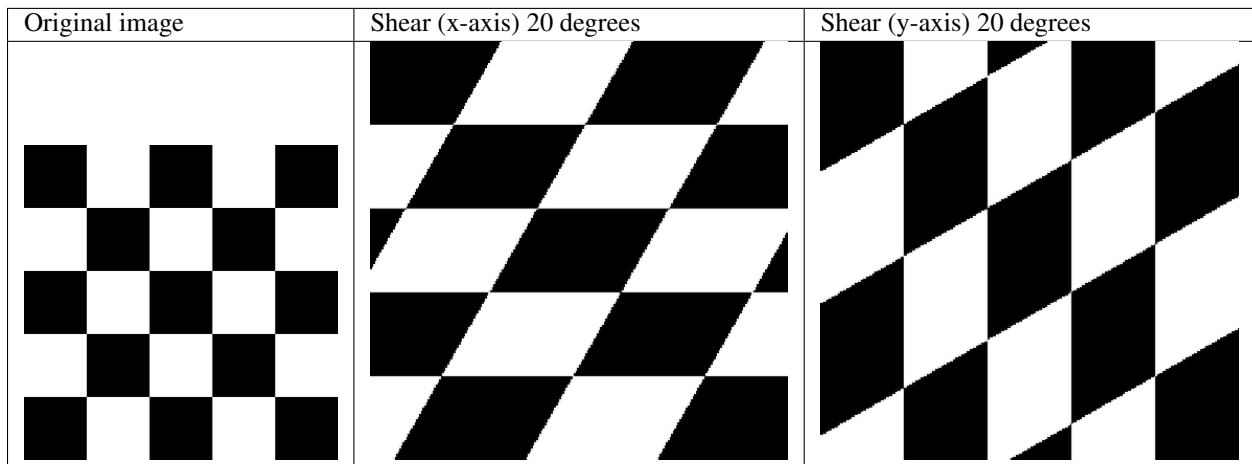 Original image
Shear (x-axis) 20 degrees
Shear (y-axis) 20 degrees